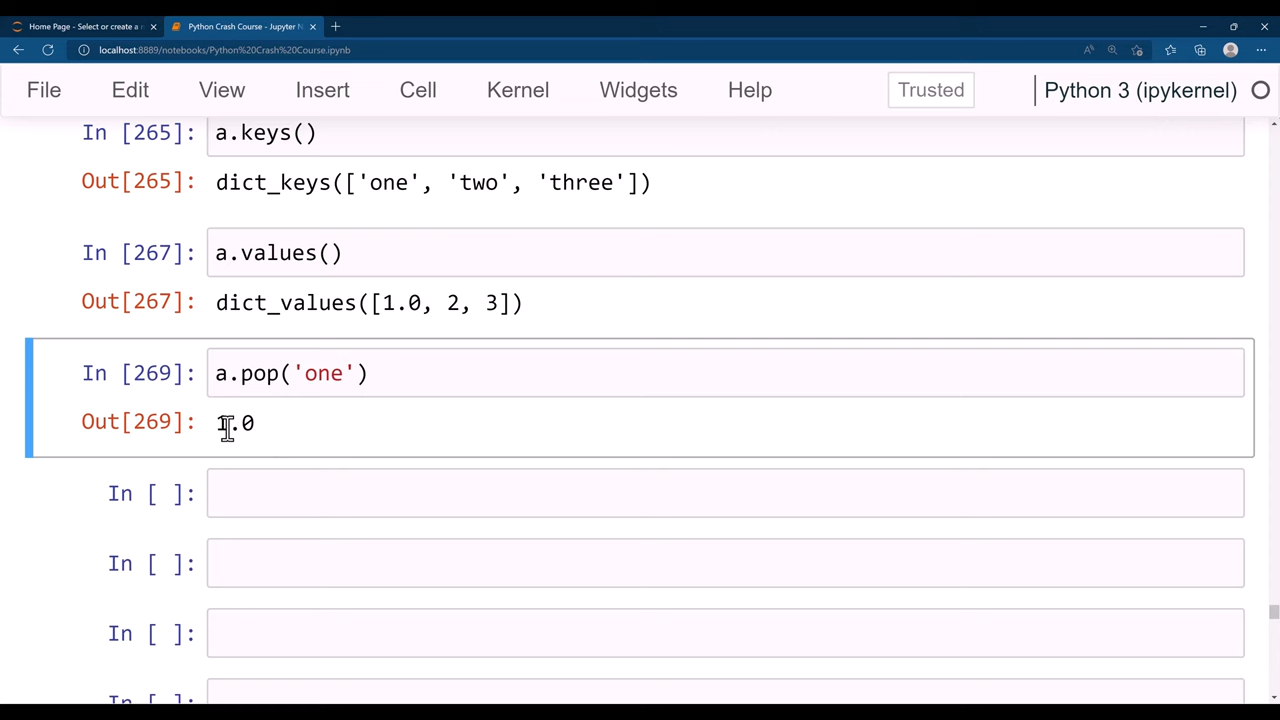 Home Page - Select or create a n
Python Crash Course - Jupyter N
localhost:8889/notebooks/Python%20Crash%20Course.ipynb
File Edit View Insert Cell Kernel Widgets Help Trusted Python 3 (ipykernel)
In [265]: a.keys()
Out[265]: dict_keys(['one', 'two', 'three'])
In [267]: a.values()
Out[267]: dict_values([1.0, 2, 3])
In [269]: a.pop('one')
Out[269]: 1.0
In [ ]:
In [ ]:
In [ ]:
In [ ]: